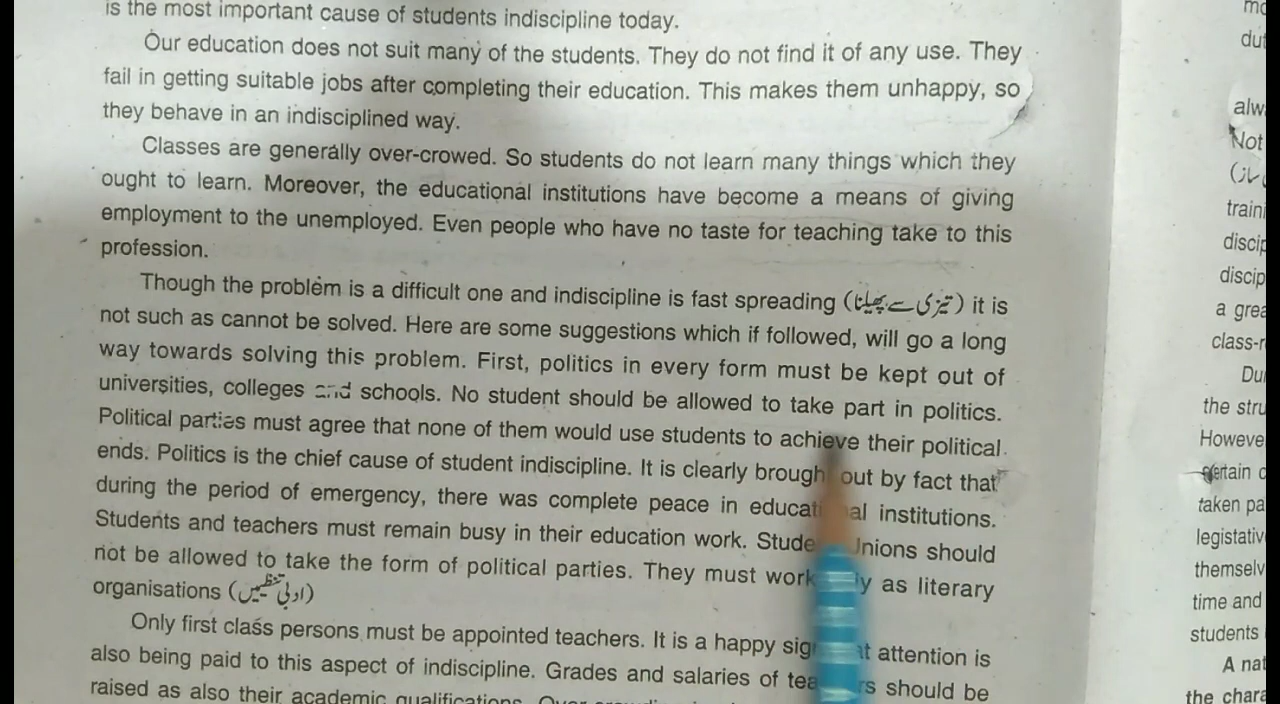 is the most important cause of students indiscipline today.
Our education does not suit many of the students. They do not find it of any use. They
fail in getting suitable jobs after completing their education. This makes them unhappy, so
they behave in an indisciplined way.
Classes are generally over-crowed. So students do not learn many things which they
ought to learn. Moreover, the educational institutions have become a means of giving
employment to the unemployed. Even people who have no taste for teaching take to this
profession.
Though the problem is a difficult one and indiscipline is fast spreading (تیزی سے پھیلنا) it is
not such as cannot be solved. Here are some suggestions which if followed, will go a long
way towards solving this problem. First, politics in every form must be kept out of
universities, colleges and schools. No student should be allowed to take part in politics.
Political parties must agree that none of them would use students to achieve their political
ends. Politics is the chief cause of student indiscipline. It is clearly brough out by fact that
during the period of emergency, there was complete peace in educat al institutions.
Students and teachers must remain busy in their education work. Stude Unions should
not be allowed to take the form of political parties. They must work ly as literary
organisations (ادبی تنظیمیں)
Only first class persons must be appointed teachers. It is a happy sig at attention is
also being paid to this aspect of indiscipline. Grades and salaries of tea rs should be
raised as also their academic qualifications.
mo
dut
alw
Not
traini
discip
discip
a grea
class-r
Du
the stru
Howeve
certain c
taken pa
legistativ
themselv
time and
students
A nat
the chara